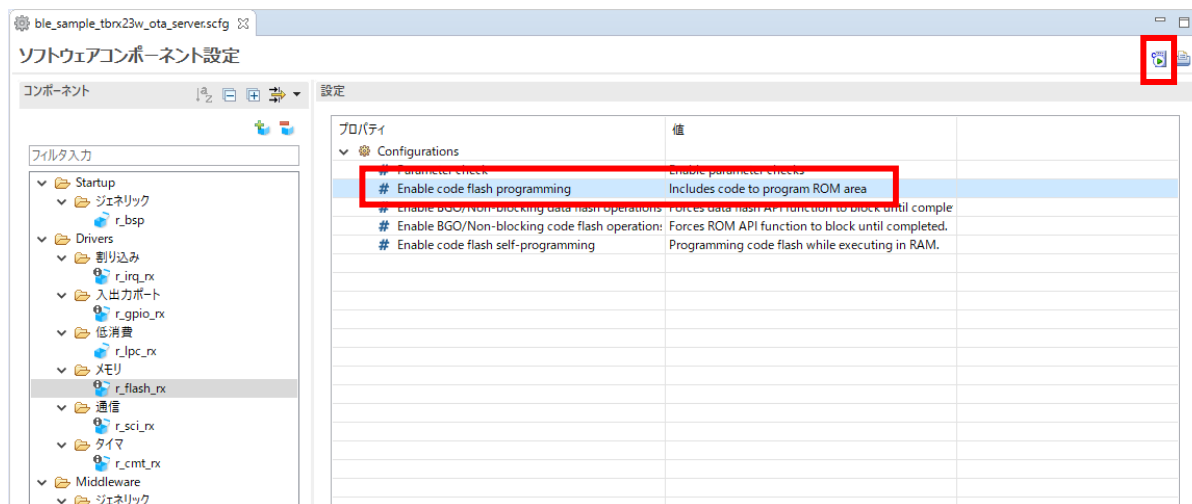 ble_sample_tbrx23w_ota_server.scfg
ソフトウェアコンポーネント設定
コンポーネント
設定
フィルタ入力
Startup
ジェネリック
r_bsp
Drivers
割り込み
r_irq_rx
入出力ポート
r_gpio_rx
低消費
r_lpc_rx
メモリ
r_flash_rx
通信
r_sci_rx
タイマ
r_cmt_rx
Middleware
ジェネリック
プロパティ 値
Configurations
# Parameter check Enable parameter checks
# Enable code flash programming Includes code to program ROM area
# Enable BGO/Non-blocking data flash operations Forces data flash API function to block until comple
# Enable BGO/Non-blocking code flash operation: Forces ROM API function to block until completed.
# Enable code flash self-programming Programming code flash while executing in RAM.